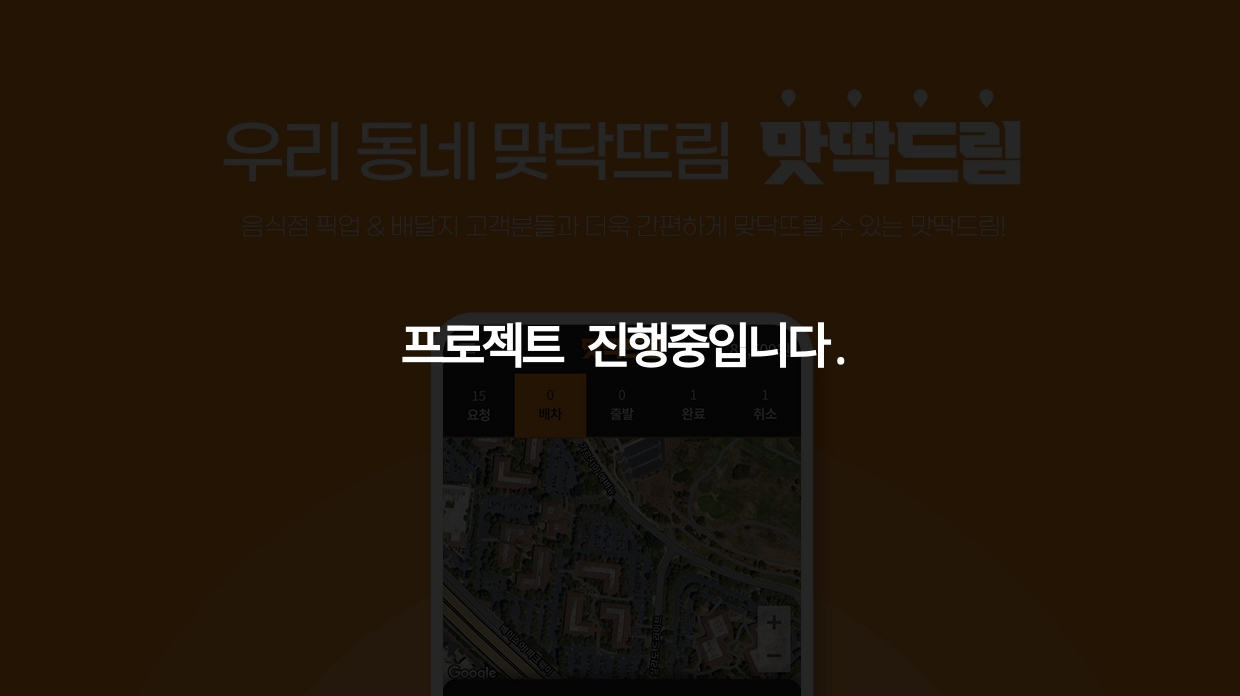 우리 동네 맞닥뜨림 맛딱드림
음식점 픽업 & 배달지 고객분들과 더욱 간편하게 맞닥뜨릴 수 있는 맛딱드림!
프로젝트 진행중입니다.
15 0 0 1 1
요청 배차 출발 완료 취소
+
−
Google